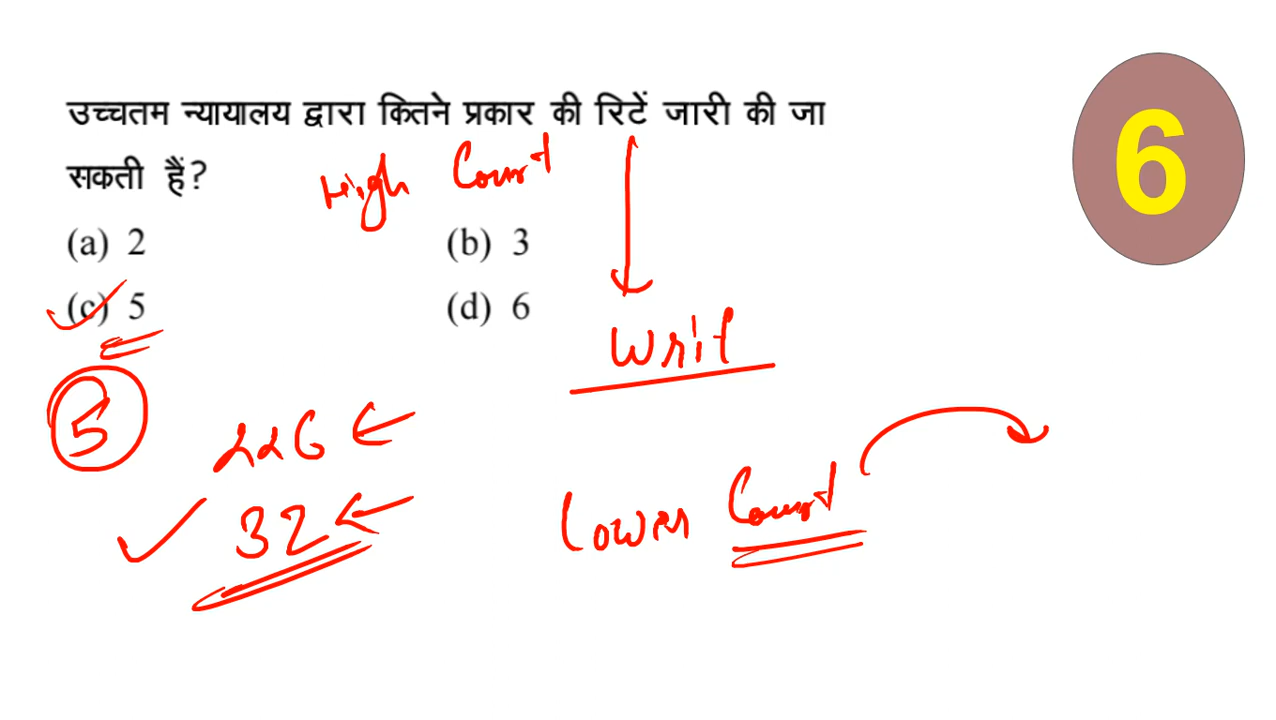 उच्चतम न्यायालय द्वारा कितने प्रकार की रिटें जारी की जा
सकती हैं?
High Court
(a) 2
(b) 3
(c) 5
(d) 6
Writ
5
226
32
Lower Court
6